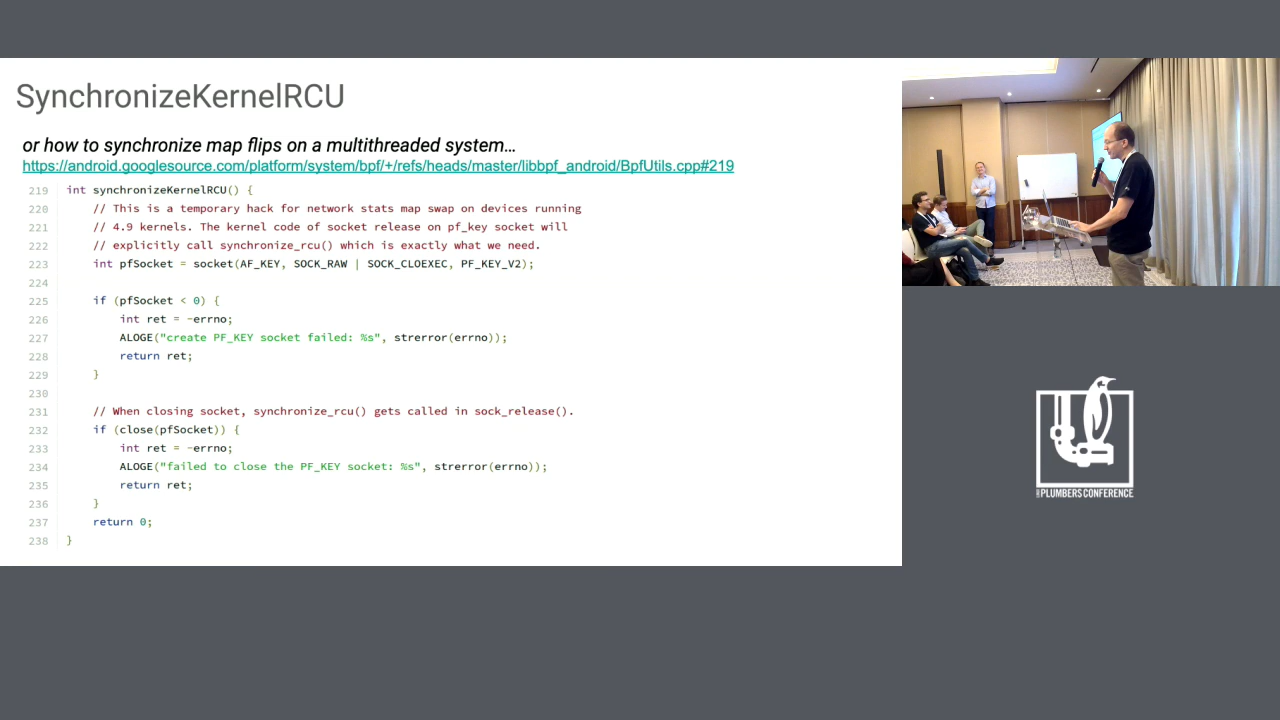 SynchronizeKernelRCU
or how to synchronize map flips on a multithreaded system…
https://android.googlesource.com/platform/system/bpf/+/refs/heads/master/libbpf_android/BpfUtils.cpp#219
219 int synchronizeKernelRCU() {
220 // This is a temporary hack for network stats map swap on devices running
221 // 4.9 kernels. The kernel code of socket release on pf_key socket will
222 // explicitly call synchronize_rcu() which is exactly what we need.
223 int pfSocket = socket(AF_KEY, SOCK_RAW | SOCK_CLOEXEC, PF_KEY_V2);
224
225 if (pfSocket < 0) {
226 int ret = -errno;
227 ALOGE("create PF_KEY socket failed: %s", strerror(errno));
228 return ret;
229 }
230
231 // When closing socket, synchronize_rcu() gets called in sock_release().
232 if (close(pfSocket)) {
233 int ret = -errno;
234 ALOGE("failed to close the PF_KEY socket: %s", strerror(errno));
235 return ret;
236 }
237 return 0;
238 }
PLUMBERS CONFERENCE